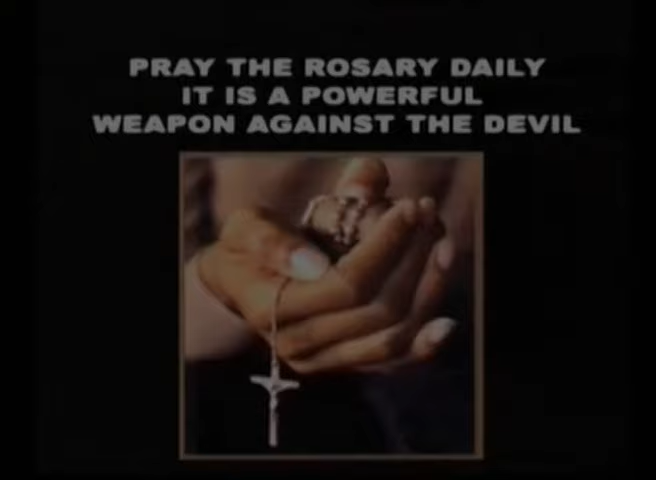 PRAY THE ROSARY DAILY
IT IS A POWERFUL
WEAPON AGAINST THE DEVIL